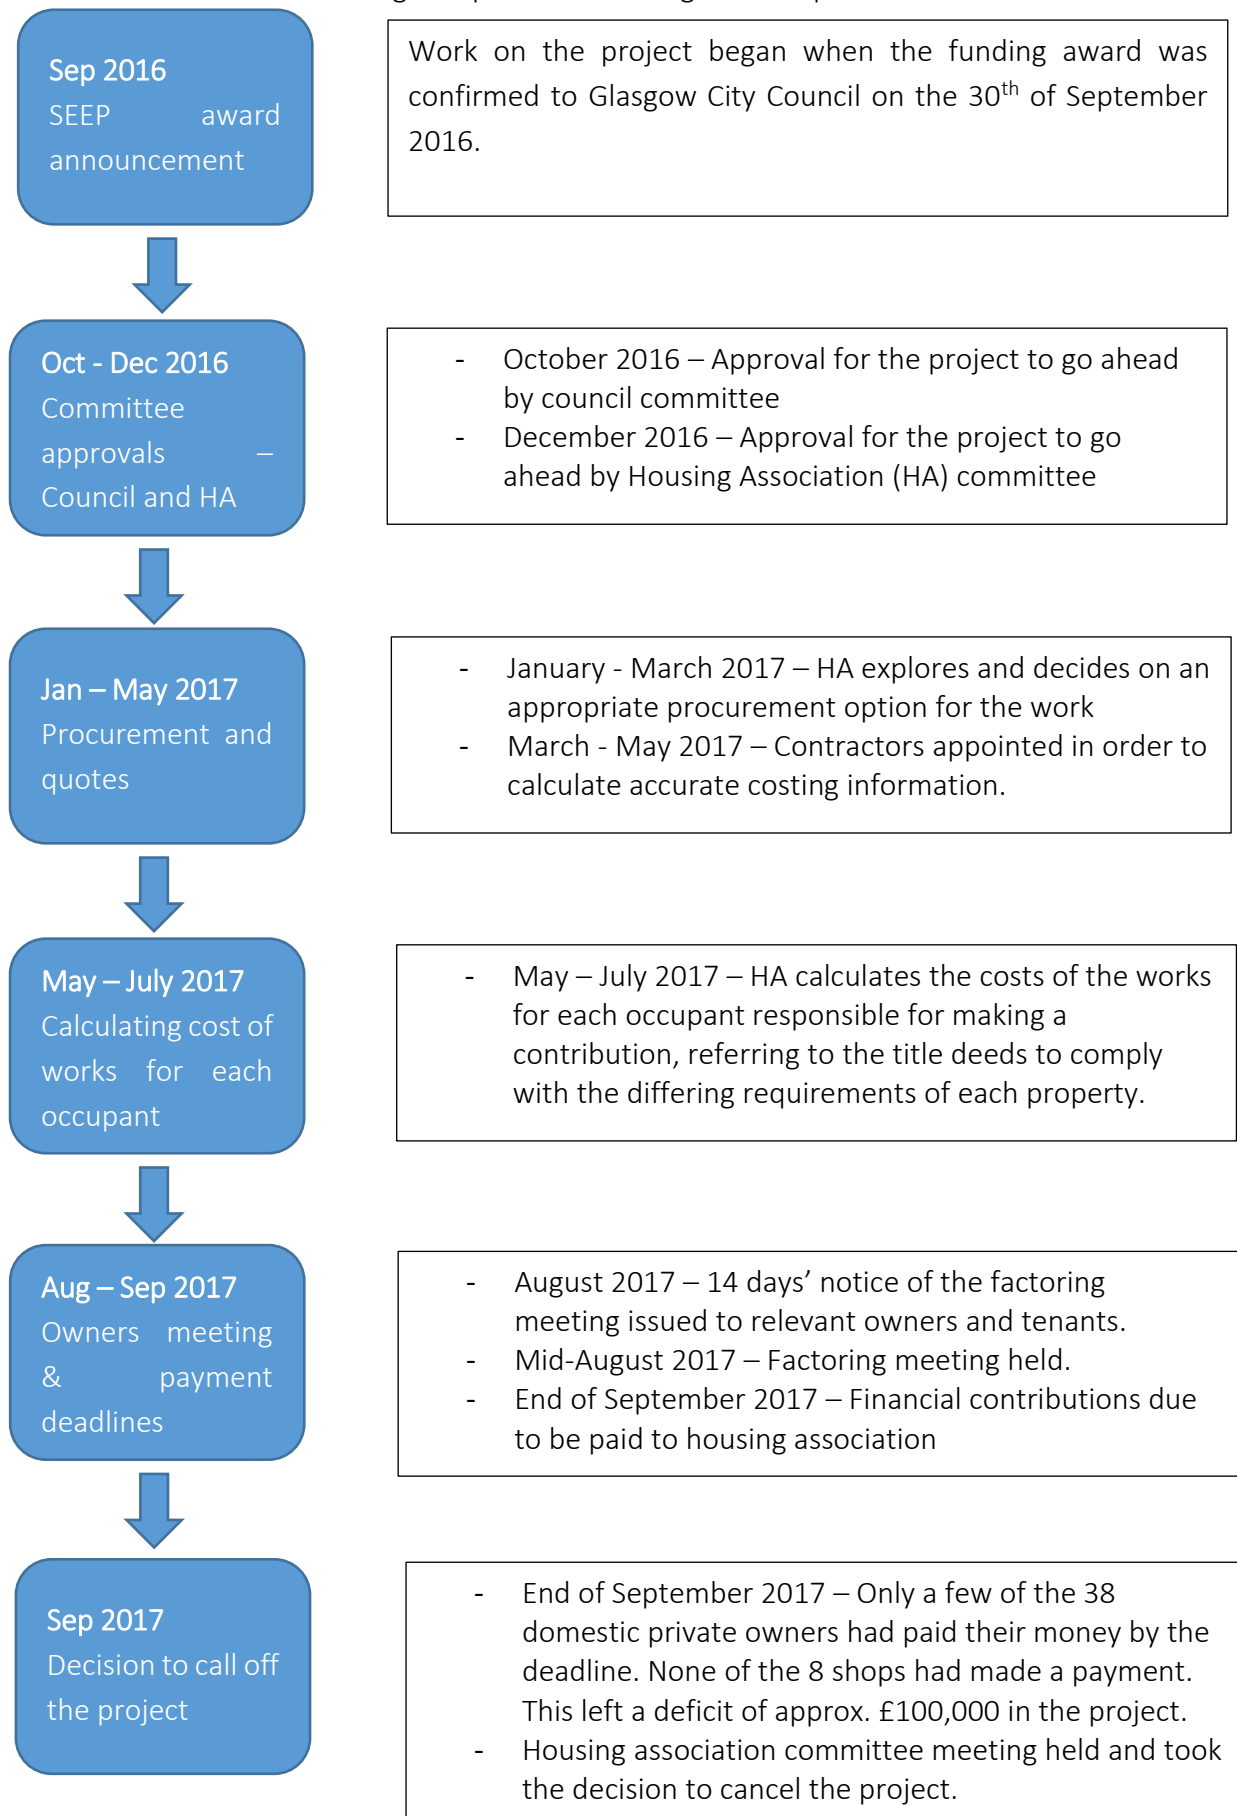 Sep 2016
SEEP award
announcement
Work on the project began when the funding award was
confirmed to Glasgow City Council on the 30th of September
2016.
Oct - Dec 2016
Committee
approvals –
Council and HA
- October 2016 – Approval for the project to go ahead
by council committee
- December 2016 – Approval for the project to go
ahead by Housing Association (HA) committee
Jan – May 2017
Procurement and
quotes
- January - March 2017 – HA explores and decides on an
appropriate procurement option for the work
- March - May 2017 – Contractors appointed in order to
calculate accurate costing information.
May – July 2017
Calculating cost of
works for each
occupant
- May – July 2017 – HA calculates the costs of the works
for each occupant responsible for making a
contribution, referring to the title deeds to comply
with the differing requirements of each property.
Aug – Sep 2017
Owners meeting
& payment
deadlines
- August 2017 – 14 days’ notice of the factoring
meeting issued to relevant owners and tenants.
- Mid-August 2017 – Factoring meeting held.
- End of September 2017 – Financial contributions due
to be paid to housing association
Sep 2017
Decision to call off
the project
- End of September 2017 – Only a few of the 38
domestic private owners had paid their money by the
deadline. None of the 8 shops had made a payment.
This left a deficit of approx. £100,000 in the project.
- Housing association committee meeting held and took
the decision to cancel the project.